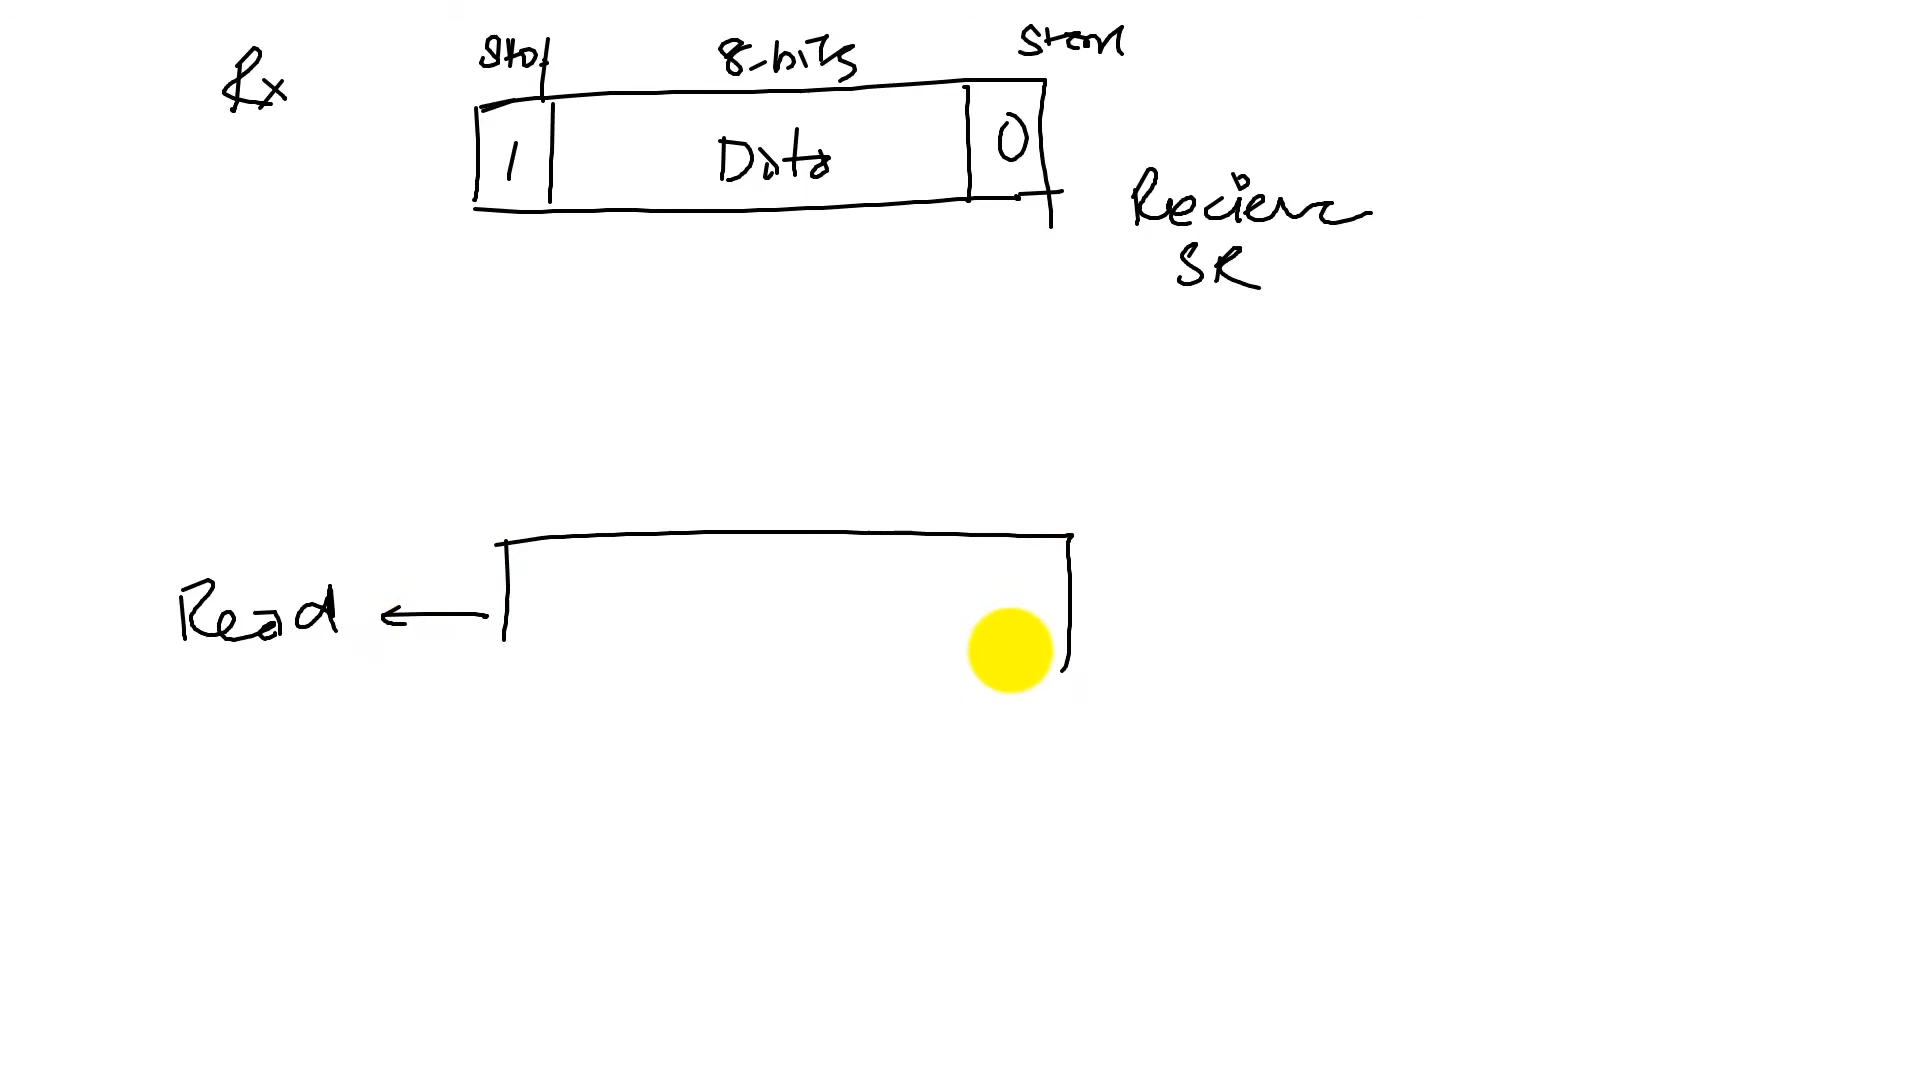 Rx
Stop 8-bits Start
1 Data 0
Reciever
SR
Read